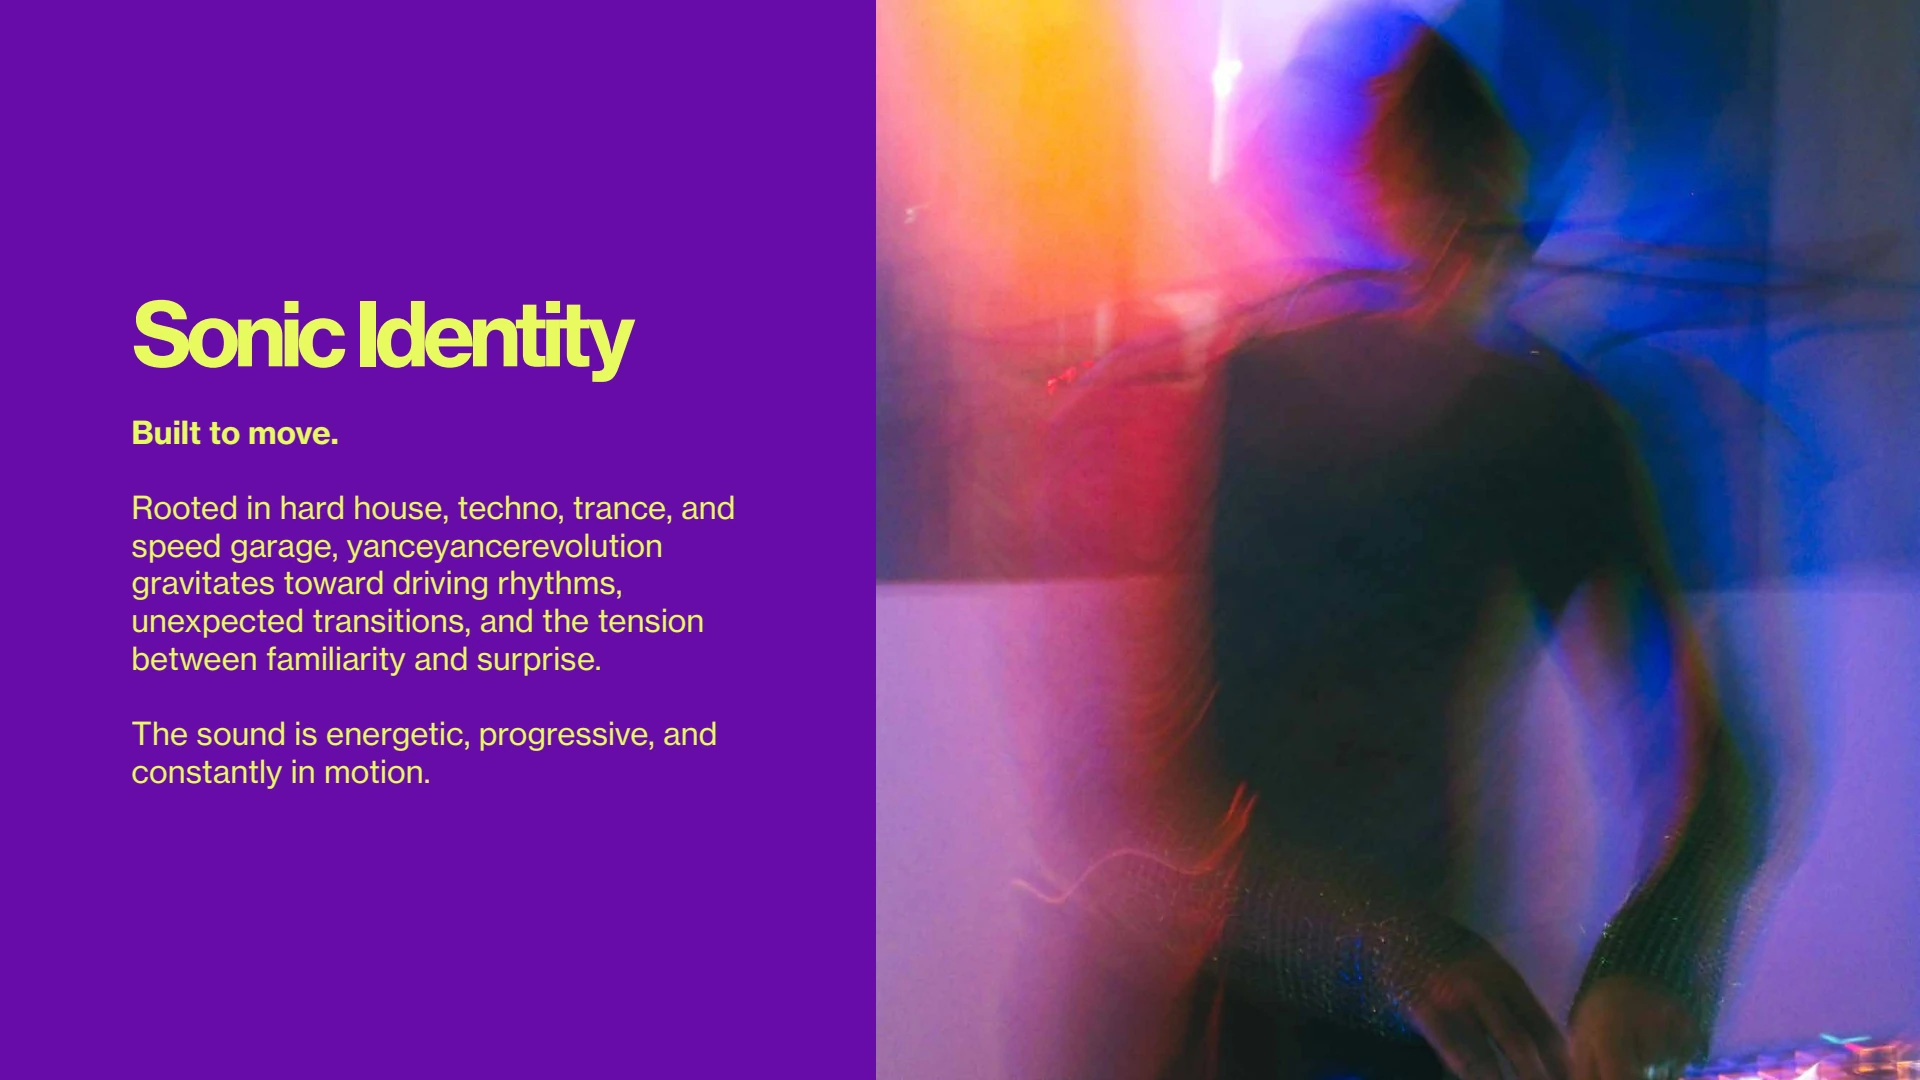 Sonic Identity
Built to move.
Rooted in hard house, techno, trance, and
speed garage, yanceyancerevolution
gravitates toward driving rhythms,
unexpected transitions, and the tension
between familiarity and surprise.
The sound is energetic, progressive, and
constantly in motion.